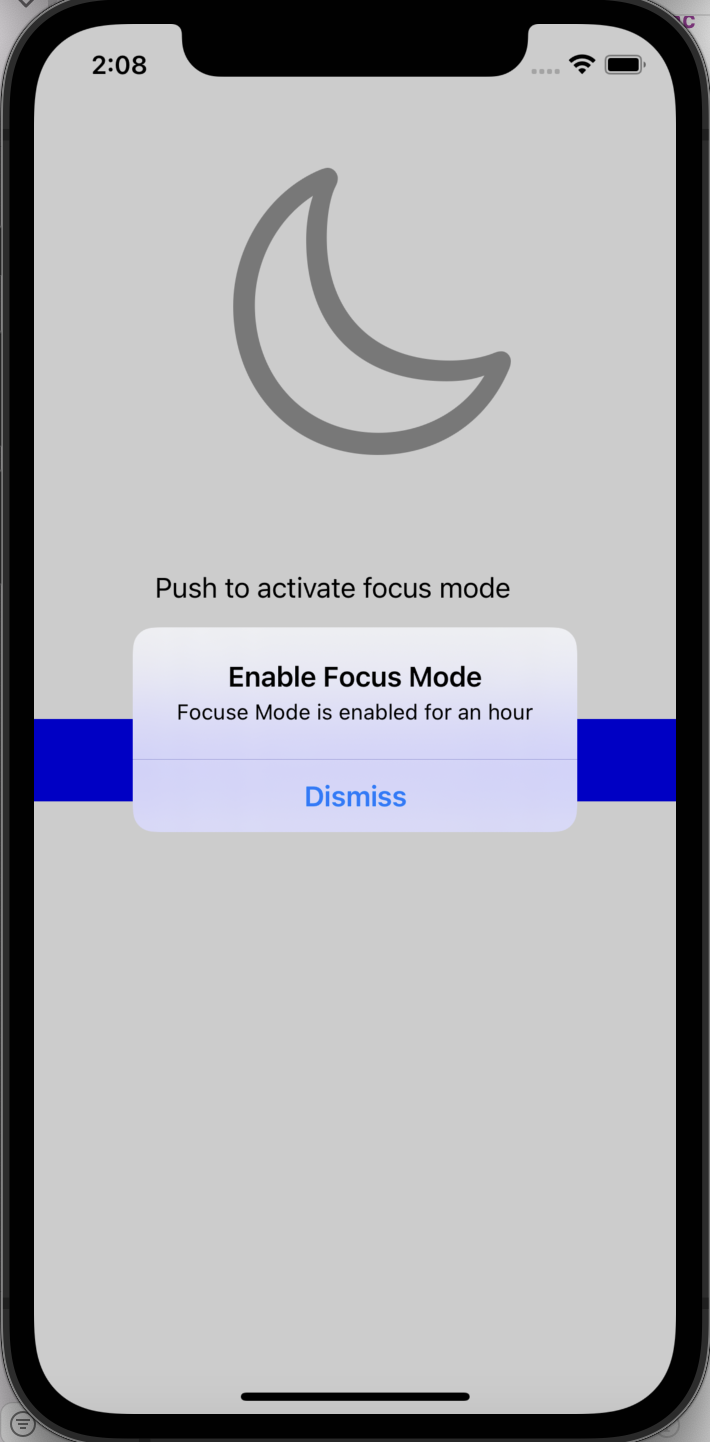 2:08
Push to activate focus mode
Enable Focus Mode
Focuse Mode is enabled for an hour
Dismiss